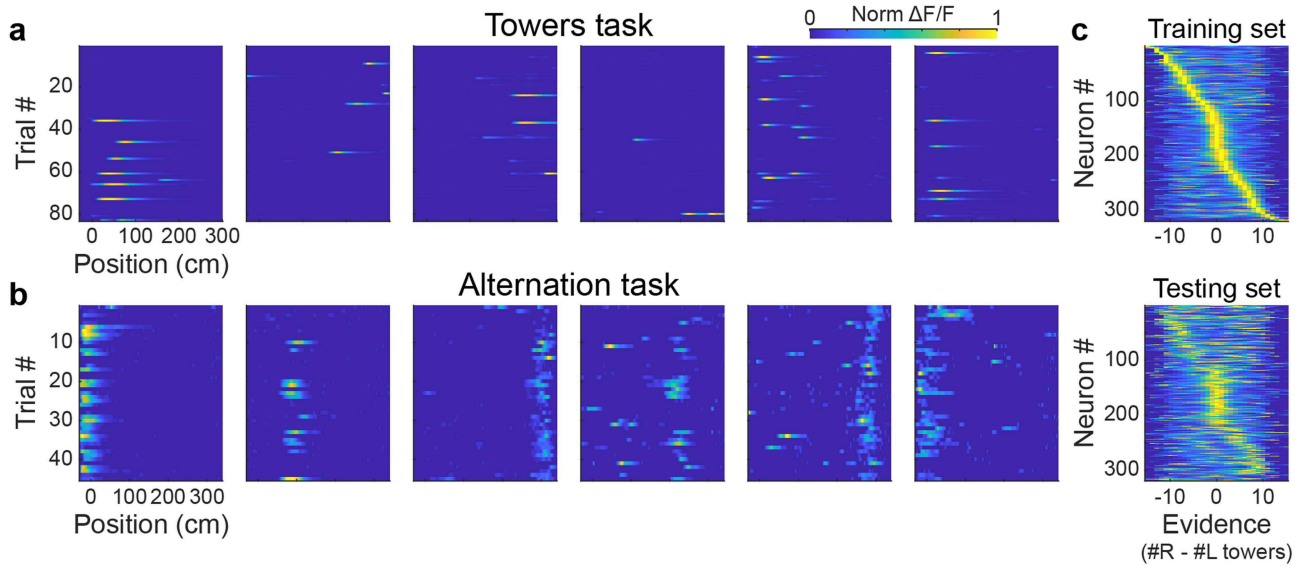 a
Towers task
0 Norm ΔF/F 1
c
Training set
Trial #
20
40
60
80
0 100 200 300
Position (cm)
Neuron #
100
200
300
-10 0 10
b
Alternation task
Testing set
Trial #
10
20
30
40
0 100 200 300
Position (cm)
Neuron #
100
200
300
-10 0 10
Evidence
(#R - #L towers)